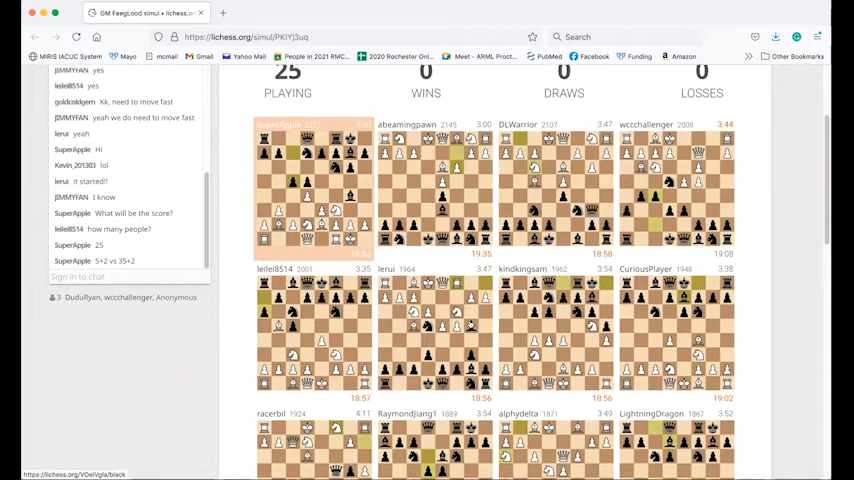 GM FeegLood simul • lichess.org
https://lichess.org/simul/PKlYj3uq
Search
MIRIS IACUC System
Mayo
mcmail
Gmail
Yahoo Mail
People in 2021 RMC...
2020 Rochester Onl...
Meet - ARML Proct...
PubMed
Facebook
Funding
Amazon
Other Bookmarks
JIMMYFAN yes
leilei8514 yes
goldcoldgem Kk, need to move fast
JIMMYFAN yeah we do need to move fast
lerui yeah
SuperApple Hi
Kevin_201303 lol
lerui it started!!
JIMMYFAN I know
SuperApple What will be the score?
leilei8514 how many people?
SuperApple 25
SuperApple 5+2 vs 35+2
Sign in to chat
3 DuduRyan, wccchallenger, Anonymous
25 0 0 0
PLAYING WINS DRAWS LOSSES
SuperApple
abeamingpawn 2145 3:00
DLWarrior 2107 3:47
wccchallenger 2008 3:44
18:53
19:35
18:58
19:08
leilei8514 2001 3:35
lerui 1964 3:47
kindkingsam 1962 3:54
CuriousPlayer 1948 3:38
18:57
18:56
18:56
19:02
racerbil 1924 4:11
RaymondJiang1 1889 3:54
alphydelta 1871 3:49
LightningDragon 1867 3:52
https://lichess.org/VOeiVgla/black